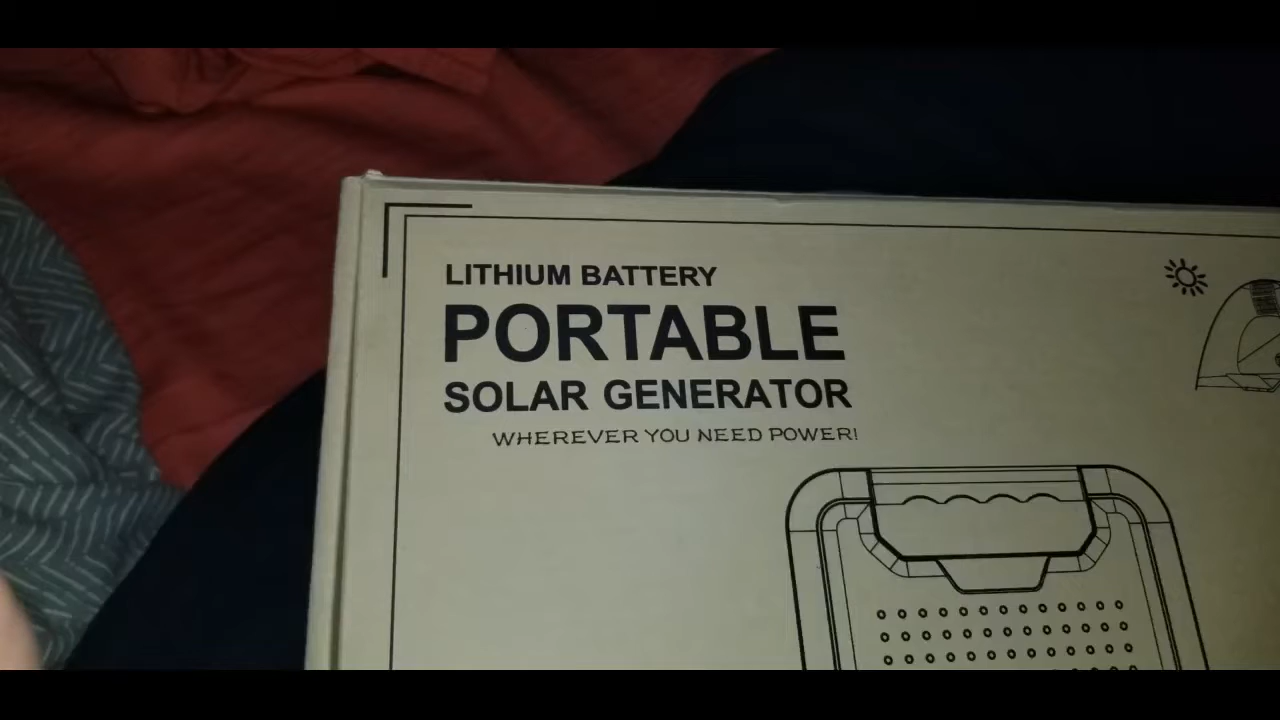 LITHIUM BATTERY
PORTABLE
SOLAR GENERATOR
WHEREVER YOU NEED POWER!